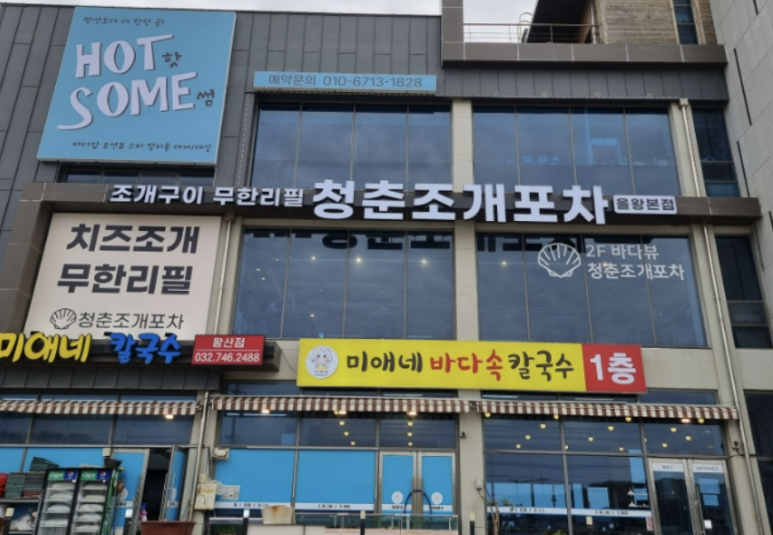 HOT 핫
SOME 썸
예약문의 010-6713-1828
조개구이 무한리필 청춘조개포차 을왕본점
치즈조개
무한리필
청춘조개포차
2F 바다뷰
청춘조개포차
미애네 칼국수
왕산점
032.746.2488
미애네 바다속칼국수 1층